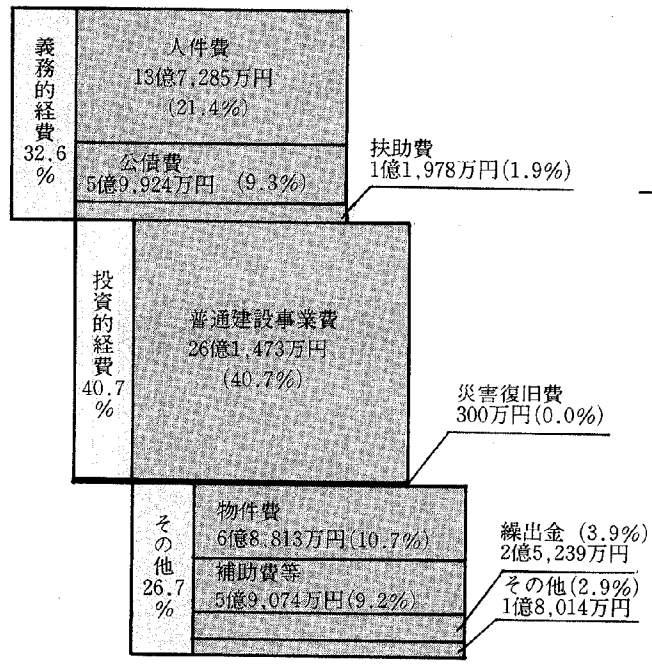 義務的経費
32.6
%
人件費
13億7,285万円
(21.4%)
公債費
5億9,924万円 (9.3%)
扶助費
1億1,978万円(1.9%)
投資的経費
40.7
%
普通建設事業費
26億1,473万円
(40.7%)
災害復旧費
300万円(0.0%)
その他
26.7
%
物件費
6億8,813万円(10.7%)
補助費等
5億9,074万円(9.2%)
繰出金 (3.9%)
2億5,239万円
その他(2.9%)
1億8,014万円